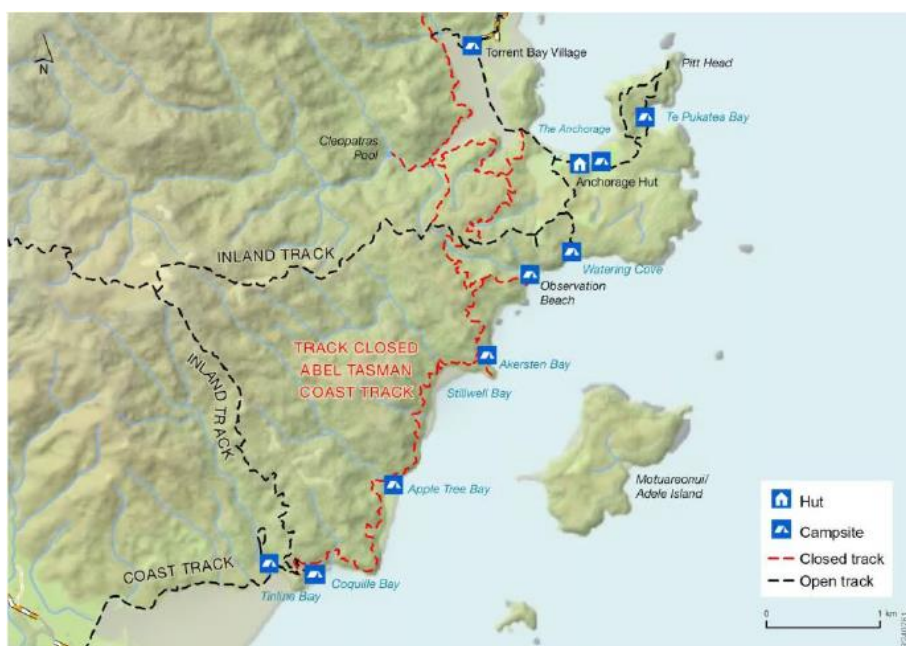 N
Torrent Bay Village
Pitt Head
Te Pukatea Bay
The Anchorage
Cleopatras
Pool
Anchorage Hut
INLAND TRACK
Watering Cove
Observation
Beach
INLAND TRACK
TRACK CLOSED
ABEL TASMAN
COAST TRACK
Akersten Bay
Stillwell Bay
Motuareronui/
Adele Island
Apple Tree Bay
Hut
Campsite
Closed track
Open track
COAST TRACK
Tinline Bay
Coquille Bay
0
1 km